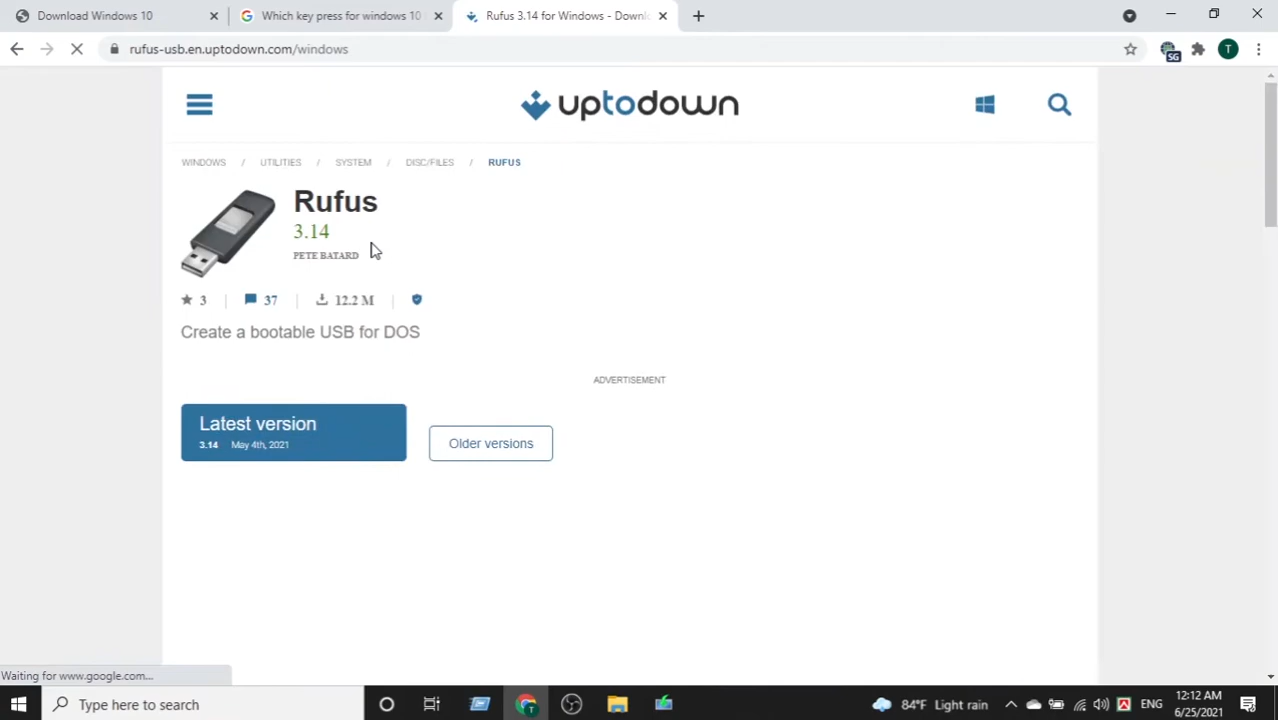 Download Windows 10
Which key press for windows 10
Rufus 3.14 for Windows - Downl
rufus-usb.en.uptodown.com/windows
SG
T
uptodown
WINDOWS / UTILITIES / SYSTEM / DISC/FILES / RUFUS
Rufus
3.14
PETE BATARD
3 | 37 | 12.2 M |
Create a bootable USB for DOS
ADVERTISEMENT
Latest version
3.14 May 4th, 2021
Older versions
Waiting for www.google.com...
Type here to search
84°F Light rain
ENG
12:12 AM
6/25/2021